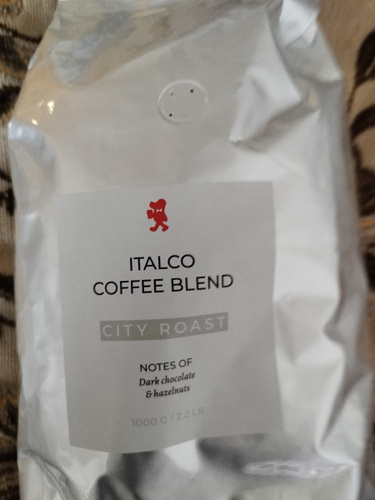 ITALCO
COFFEE BLEND
CITY ROAST
NOTES OF
Dark chocolate
& hazelnuts
1000 G / 2.2 LB